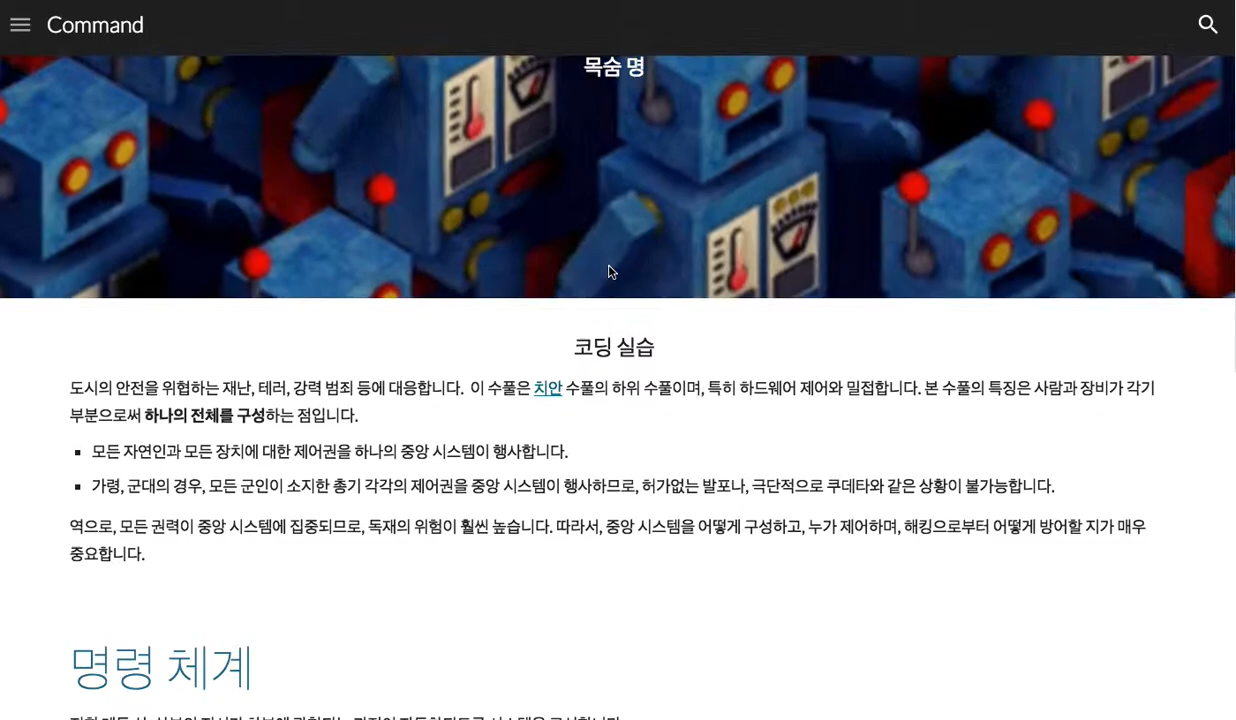 Command
목숨 명
코딩 실습
도시의 안전을 위협하는 재난, 테러, 강력 범죄 등에 대응합니다. 이 수풀은 치안 수풀의 하위 수풀이며, 특히 하드웨어 제어와 밀접합니다. 본 수풀의 특징은 사람과 장비가 각기
부분으로써 하나의 전체를 구성하는 점입니다.
▪ 모든 자연인과 모든 장치에 대한 제어권을 하나의 중앙 시스템이 행사합니다.
▪ 가령, 군대의 경우, 모든 군인이 소지한 총기 각각의 제어권을 중앙 시스템이 행사하므로, 허가없는 발포나, 극단적으로 쿠데타와 같은 상황이 불가능합니다.
역으로, 모든 권력이 중앙 시스템에 집중되므로, 독재의 위험이 훨씬 높습니다. 따라서, 중앙 시스템을 어떻게 구성하고, 누가 제어하며, 해킹으로부터 어떻게 방어할 지가 매우
중요합니다.
명령 체계